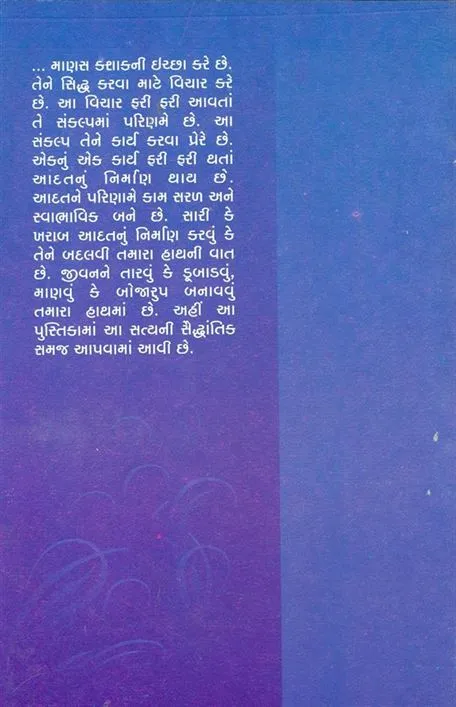 ... માણસ કશાકની ઈચ્છા કરે છે.
તેને સિદ્ધ કરવા માટે વિચાર કરે
છે. આ વિચાર ફરી ફરી આવતાં
તે સંકલ્પમાં પરિણમે છે. આ
સંકલ્પ તેને કાર્ય કરવા પ્રેરે છે.
એકનું એક કાર્ય ફરી ફરી થતાં
આદતનું નિર્માણ થાય છે.
આદતને પરિણામે કામ સરળ અને
સ્વાભાવિક બને છે. સારી કે
ખરાબ આદતનું નિર્માણ કરવું કે
તેને બદલવી તમારા હાથની વાત
છે. જીવનને તારવું કે ડૂબાડવું,
માણવું કે બોજારુપ બનાવવું
તમારા હાથમાં છે. અહીં આ
પુસ્તિકામાં આ સત્યની સૈદ્ધાંતિક
સમજ આપવામાં આવી છે.